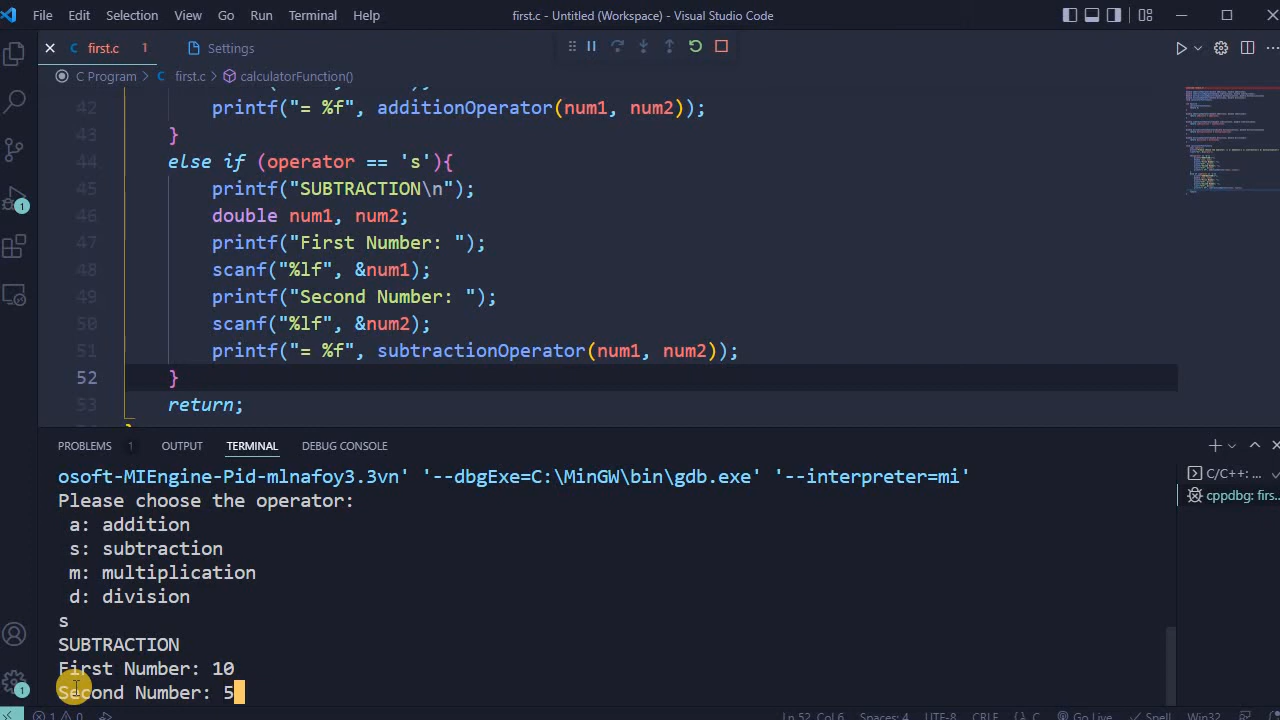 File Edit Selection View Go Run Terminal Help first.c - Untitled (Workspace) - Visual Studio Code
first.c 1 Settings
C Program > first.c > calculatorFunction()
42 printf("= %f", additionOperator(num1, num2));
43 }
44 else if (operator == 's'){
45 printf("SUBTRACTION\n");
46 double num1, num2;
47 printf("First Number: ");
48 scanf("%lf", &num1);
49 printf("Second Number: ");
50 scanf("%lf", &num2);
51 printf("= %f", subtractionOperator(num1, num2));
52 }
53 return;
PROBLEMS 1 OUTPUT TERMINAL DEBUG CONSOLE
osoft-MIEngine-Pid-mlnafoy3.3vn' '--dbgExe=C:\MinGW\bin\gdb.exe' '--interpreter=mi'
C/C++: ...
cppdbg: firs...
Please choose the operator:
a: addition
s: subtraction
m: multiplication
d: division
s
SUBTRACTION
First Number: 10
Second Number: 5
1
1
1 0 Ln 52, Col 6 Spaces: 4 UTF-8 CRLF C Go Live Spell Win32